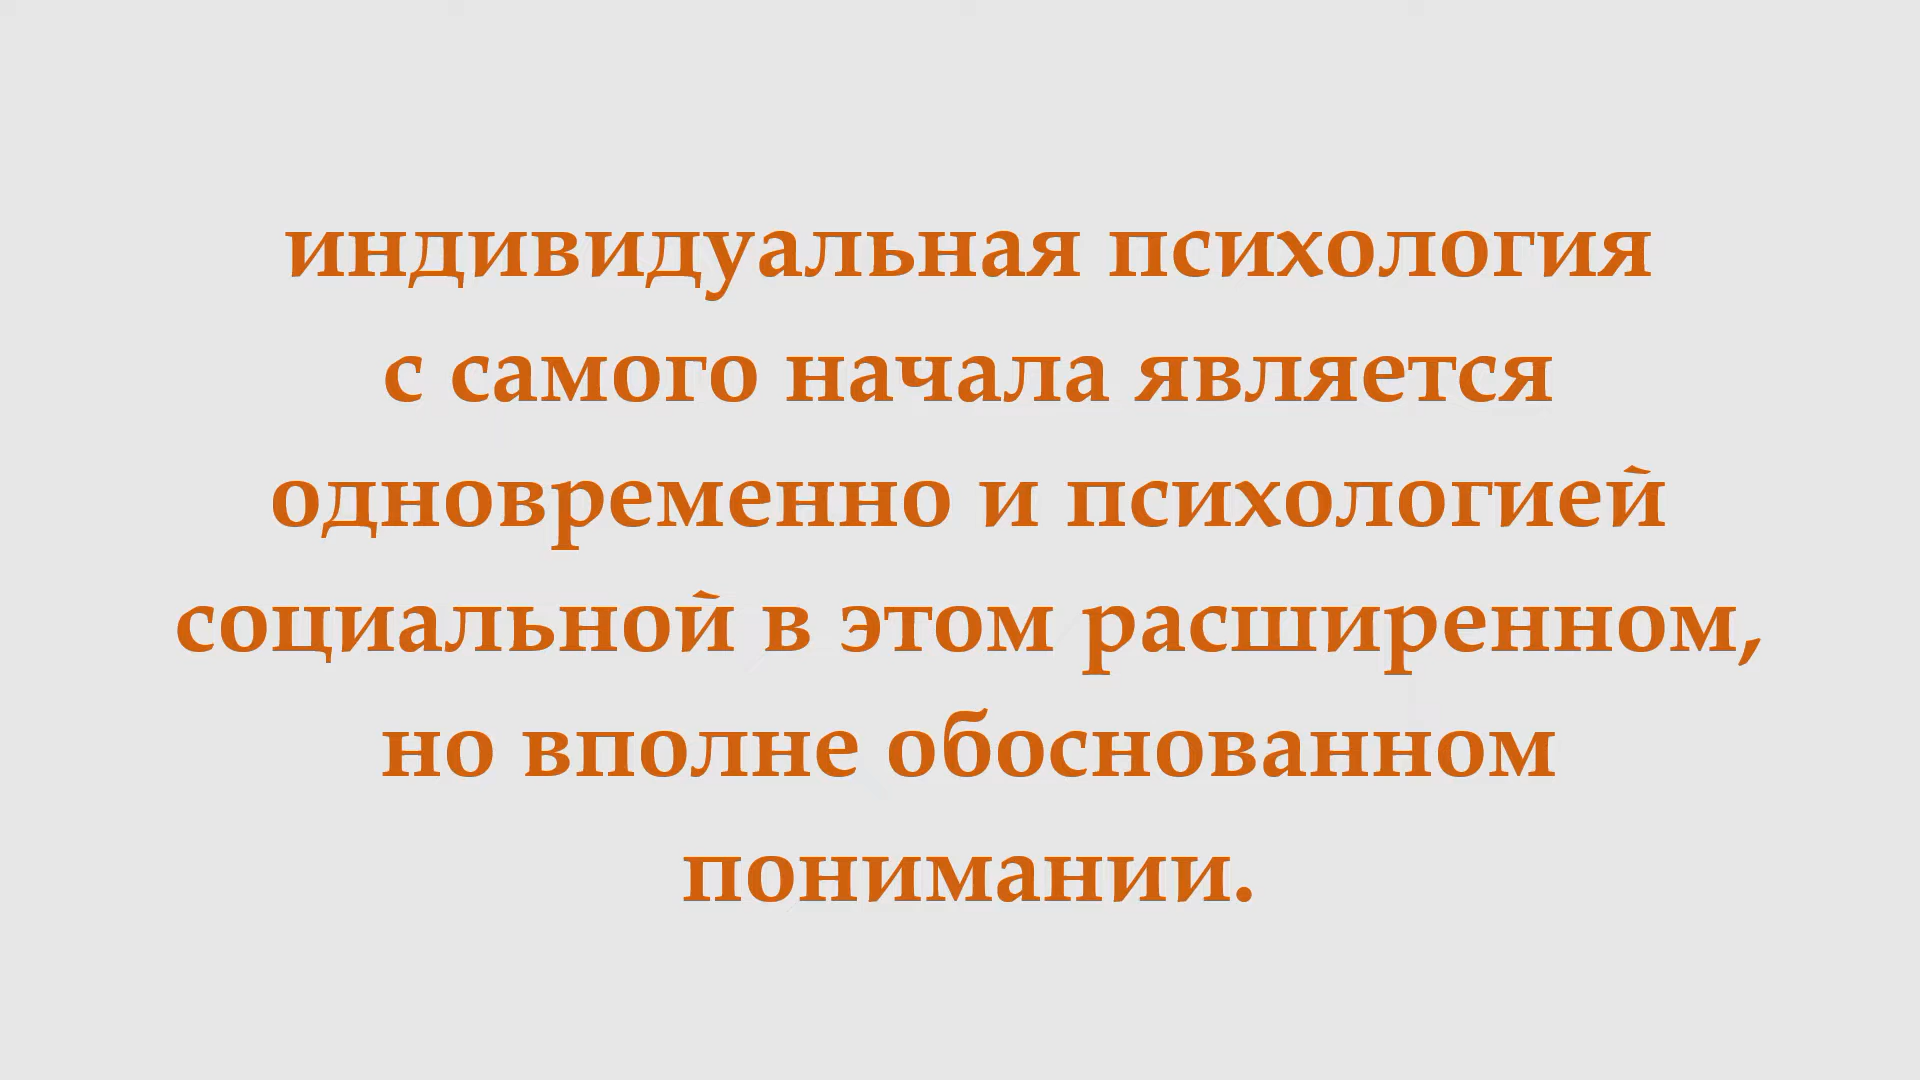 индивидуальная психология
с самого начала является
одновременно и психологией
социальной в этом расширенном,
но вполне обоснованном
понимании.